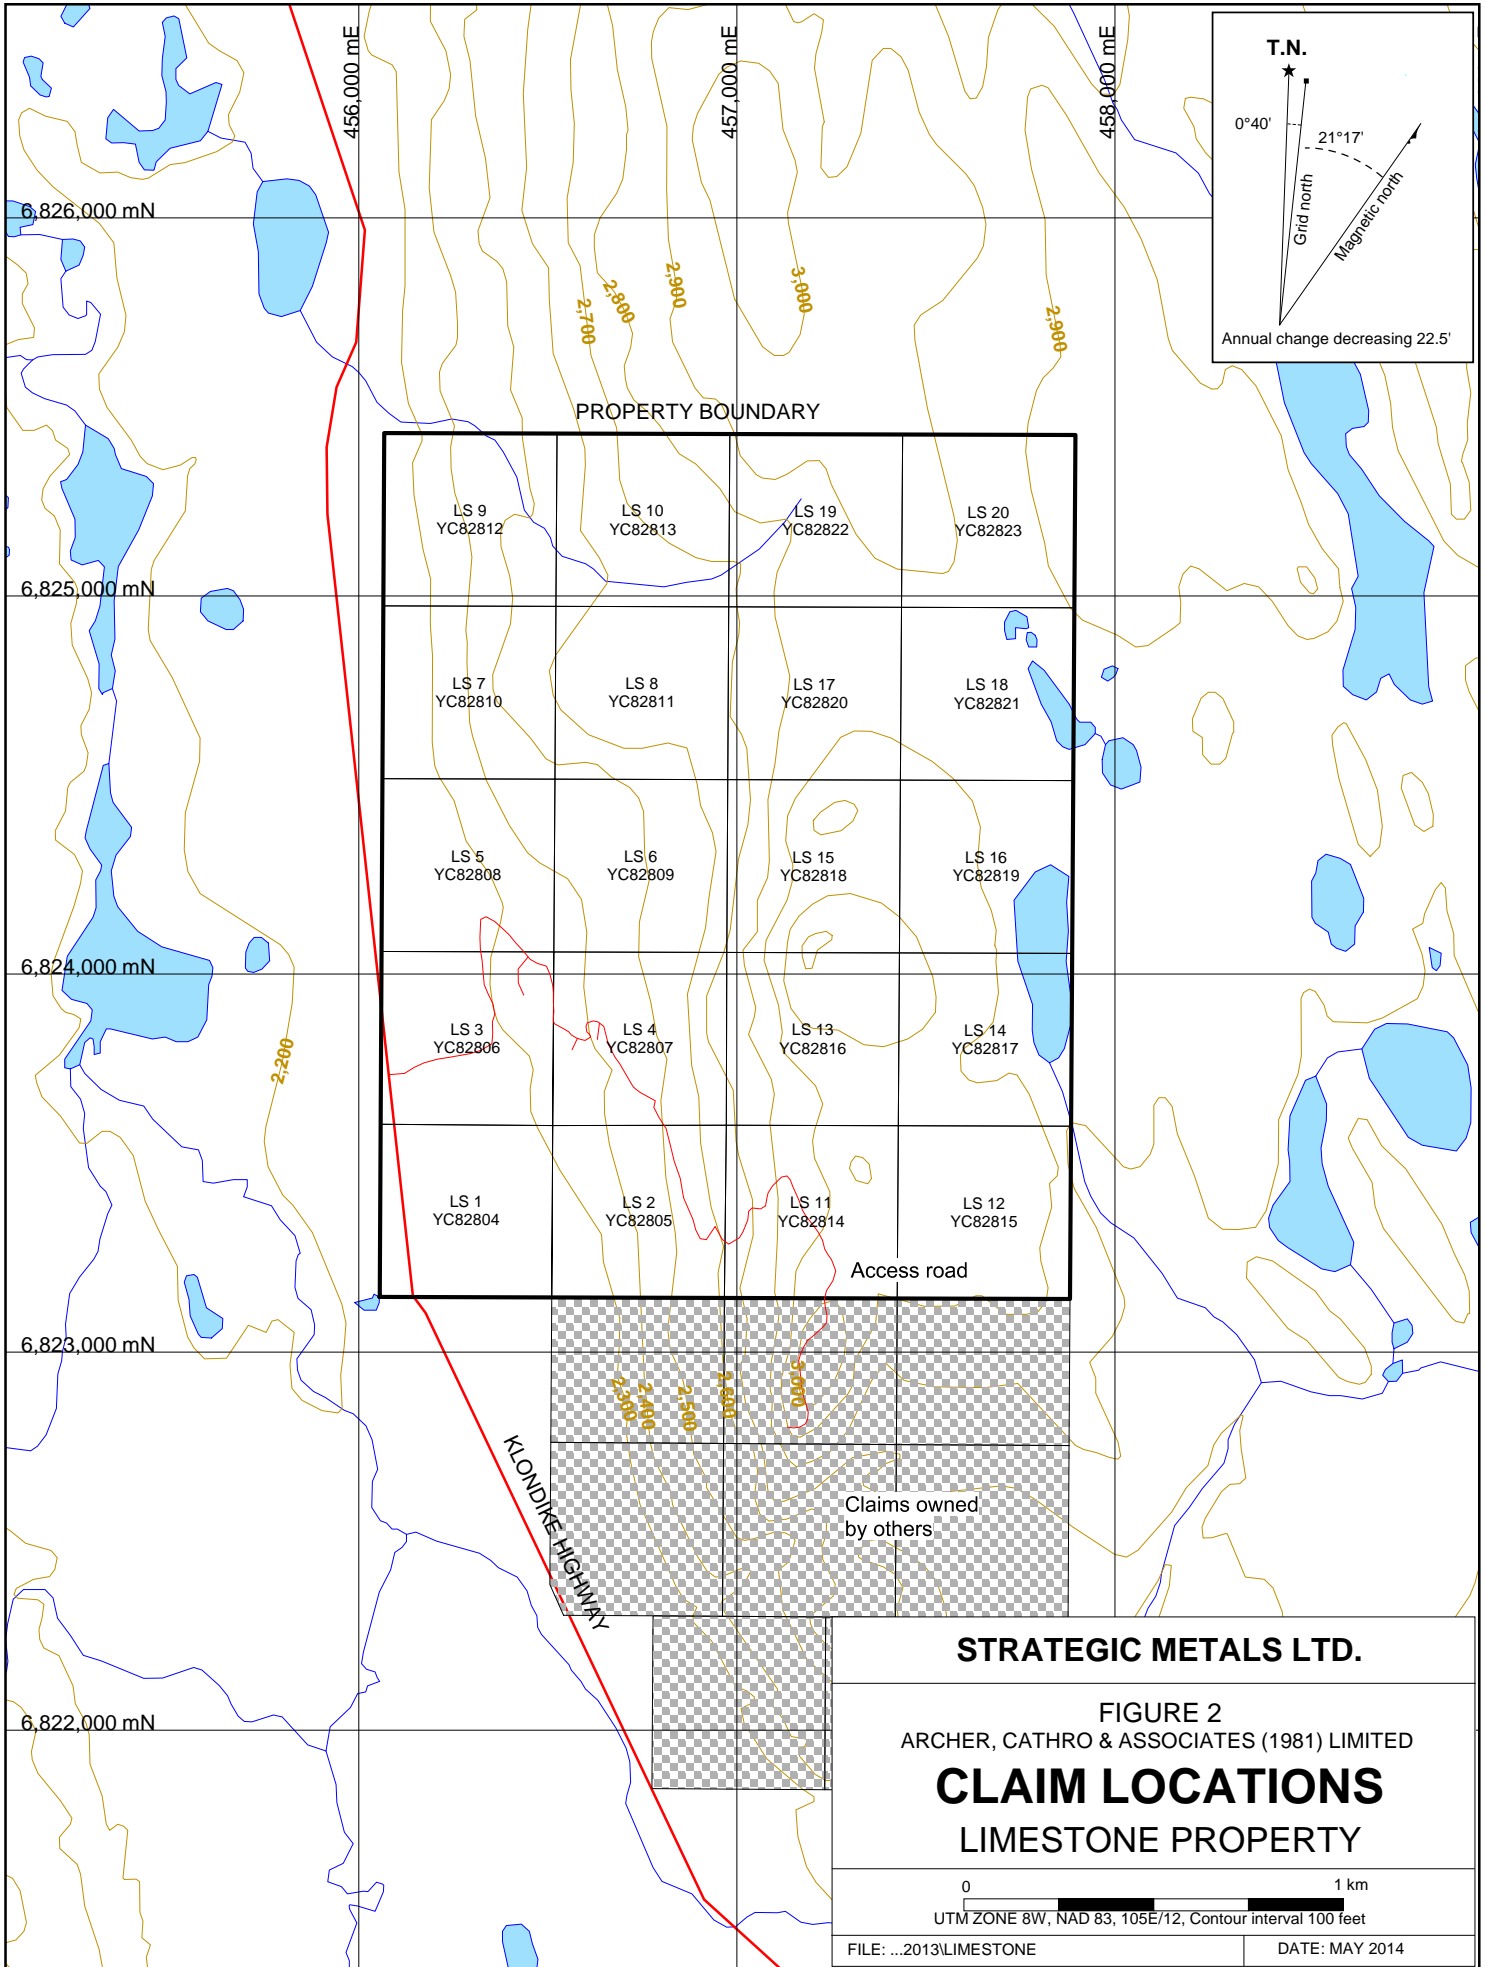 456,000 mE
457,000 mE
458,000 mE
T.N.
0°40'
21°17'
Grid north
Magnetic north
Annual change decreasing 22.5'
6,826,000 mN
2,700
2,800
2,900
3,000
2,900
PROPERTY BOUNDARY
LS 9
YC82812
LS 10
YC82813
LS 19
YC82822
LS 20
YC82823
6,825,000 mN
LS 7
YC82810
LS 8
YC82811
LS 17
YC82820
LS 18
YC82821
LS 5
YC82808
LS 6
YC82809
LS 15
YC82818
LS 16
YC82819
6,824,000 mN
2,200
LS 3
YC82806
LS 4
YC82807
LS 13
YC82816
LS 14
YC82817
LS 1
YC82804
LS 2
YC82805
LS 11
YC82814
LS 12
YC82815
Access road
6,823,000 mN
2,300
2,400
2,500
2,600
3,000
KLONDIKE HIGHWAY
Claims owned
by others
6,822,000 mN
STRATEGIC METALS LTD.
FIGURE 2
ARCHER, CATHRO & ASSOCIATES (1981) LIMITED
CLAIM LOCATIONS
LIMESTONE PROPERTY
0 1 km
UTM ZONE 8W, NAD 83, 105E/12, Contour interval 100 feet
FILE: ...2013\LIMESTONE
DATE: MAY 2014